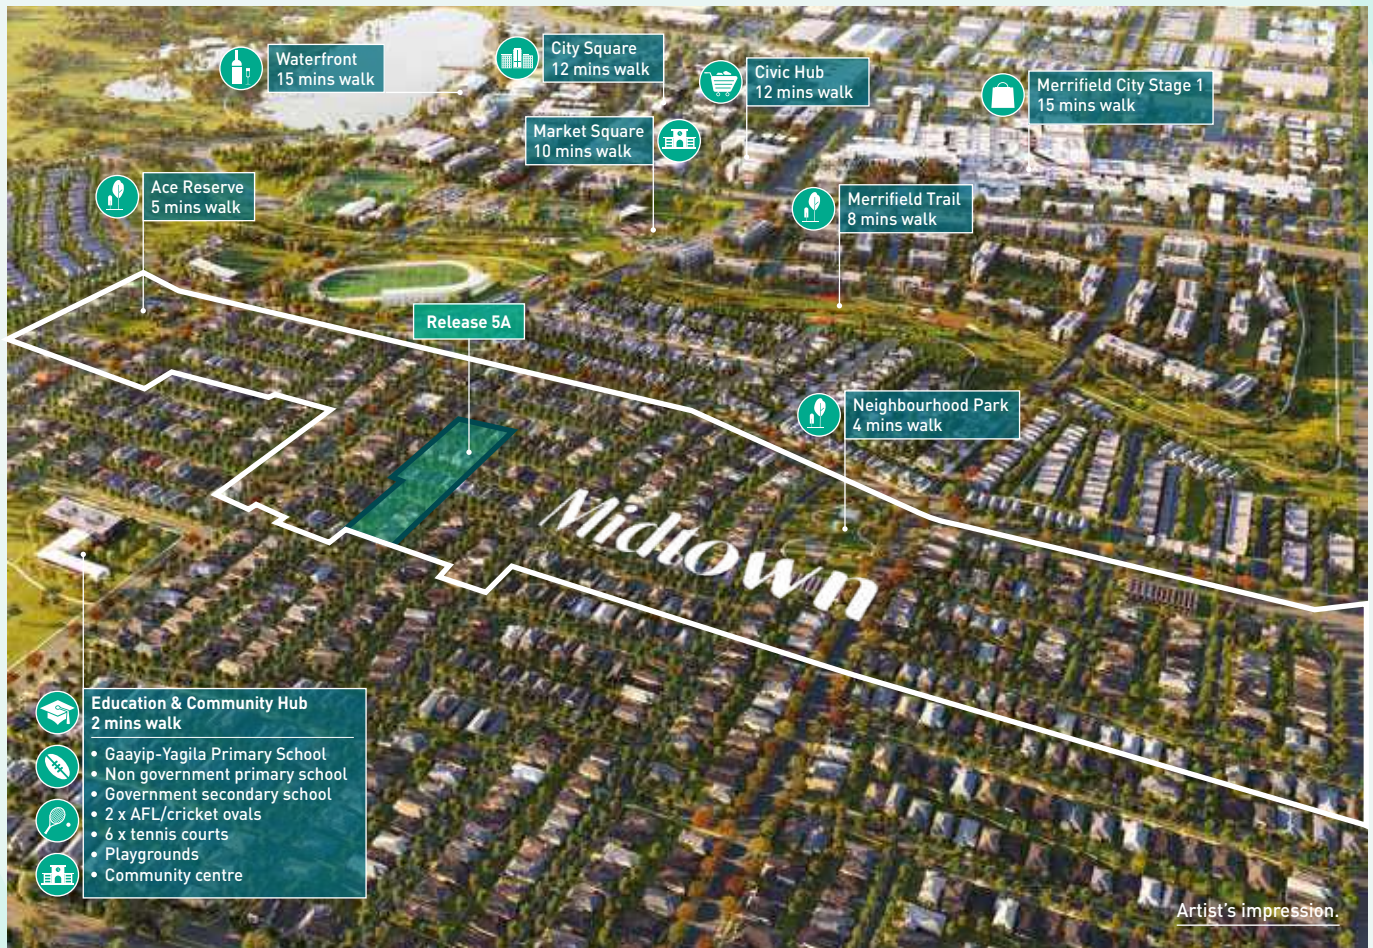 Waterfront
15 mins walk
City Square
12 mins walk
Civic Hub
12 mins walk
Merrifield City Stage 1
15 mins walk
Market Square
10 mins walk
Ace Reserve
5 mins walk
Merrifield Trail
8 mins walk
Release 5A
Neighbourhood Park
4 mins walk
Midtown
Education & Community Hub
2 mins walk
• Gaayip-Yagila Primary School
• Non government primary school
• Government secondary school
• 2 x AFL/cricket ovals
• 6 x tennis courts
• Playgrounds
• Community centre
Artist's impression.